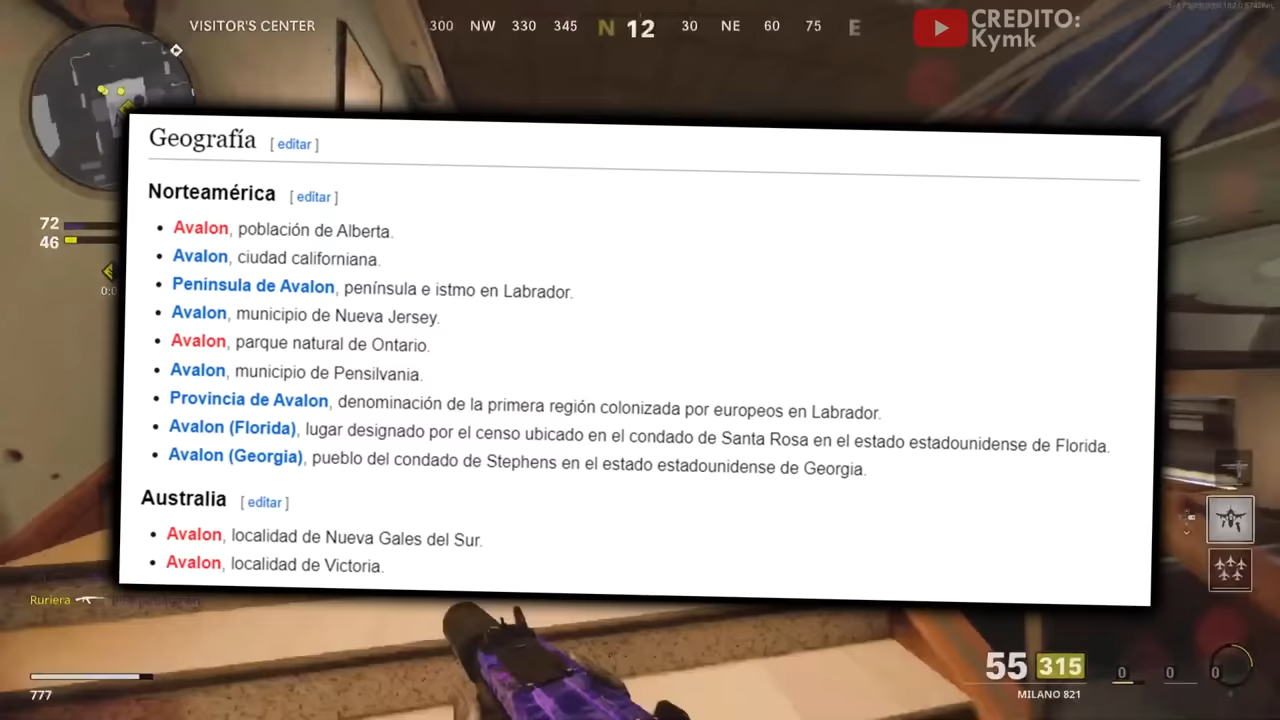 VISITOR'S CENTER
300 NW 330 345 N 12 30 NE 60 75 E
CREDITO:
Kymk
72
46
Geografía [ editar ]
Norteamérica [ editar ]
• Avalon, población de Alberta.
• Avalon, ciudad californiana.
• Península de Avalon, península e istmo en Labrador.
• Avalon, municipio de Nueva Jersey.
• Avalon, parque natural de Ontario.
• Avalon, municipio de Pensilvania.
• Provincia de Avalon, denominación de la primera región colonizada por europeos en Labrador.
• Avalon (Florida), lugar designado por el censo ubicado en el condado de Santa Rosa en el estado estadounidense de Florida.
• Avalon (Georgia), pueblo del condado de Stephens en el estado estadounidense de Georgia.
Australia [ editar ]
• Avalon, localidad de Nueva Gales del Sur.
• Avalon, localidad de Victoria.
Ruriera
777
55 315
0 0 0
MILANO 821